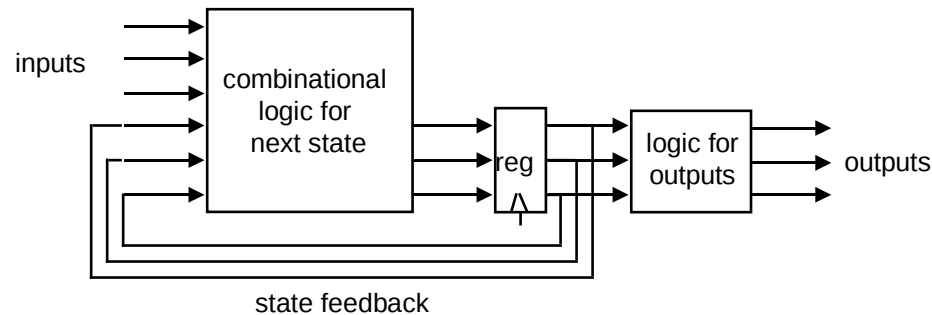 inputs
combinational
logic for
next state
reg
logic for
outputs
outputs
state feedback